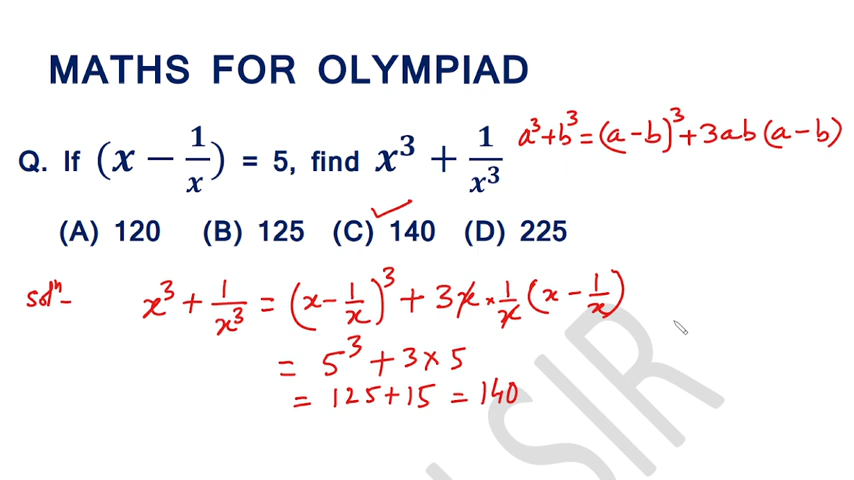 MATHS FOR OLYMPIAD
a³+b³=(a-b)³+3ab(a-b)
Q. If (x − 1/x) = 5, find x³ + 1/x³
(A) 120 (B) 125 (C) 140 (D) 225
Solⁿ- x³ + 1/x³ = (x - 1/x)³ + 3x × 1/x (x - 1/x)
= 5³ + 3 × 5
= 125+15 = 140
SIR